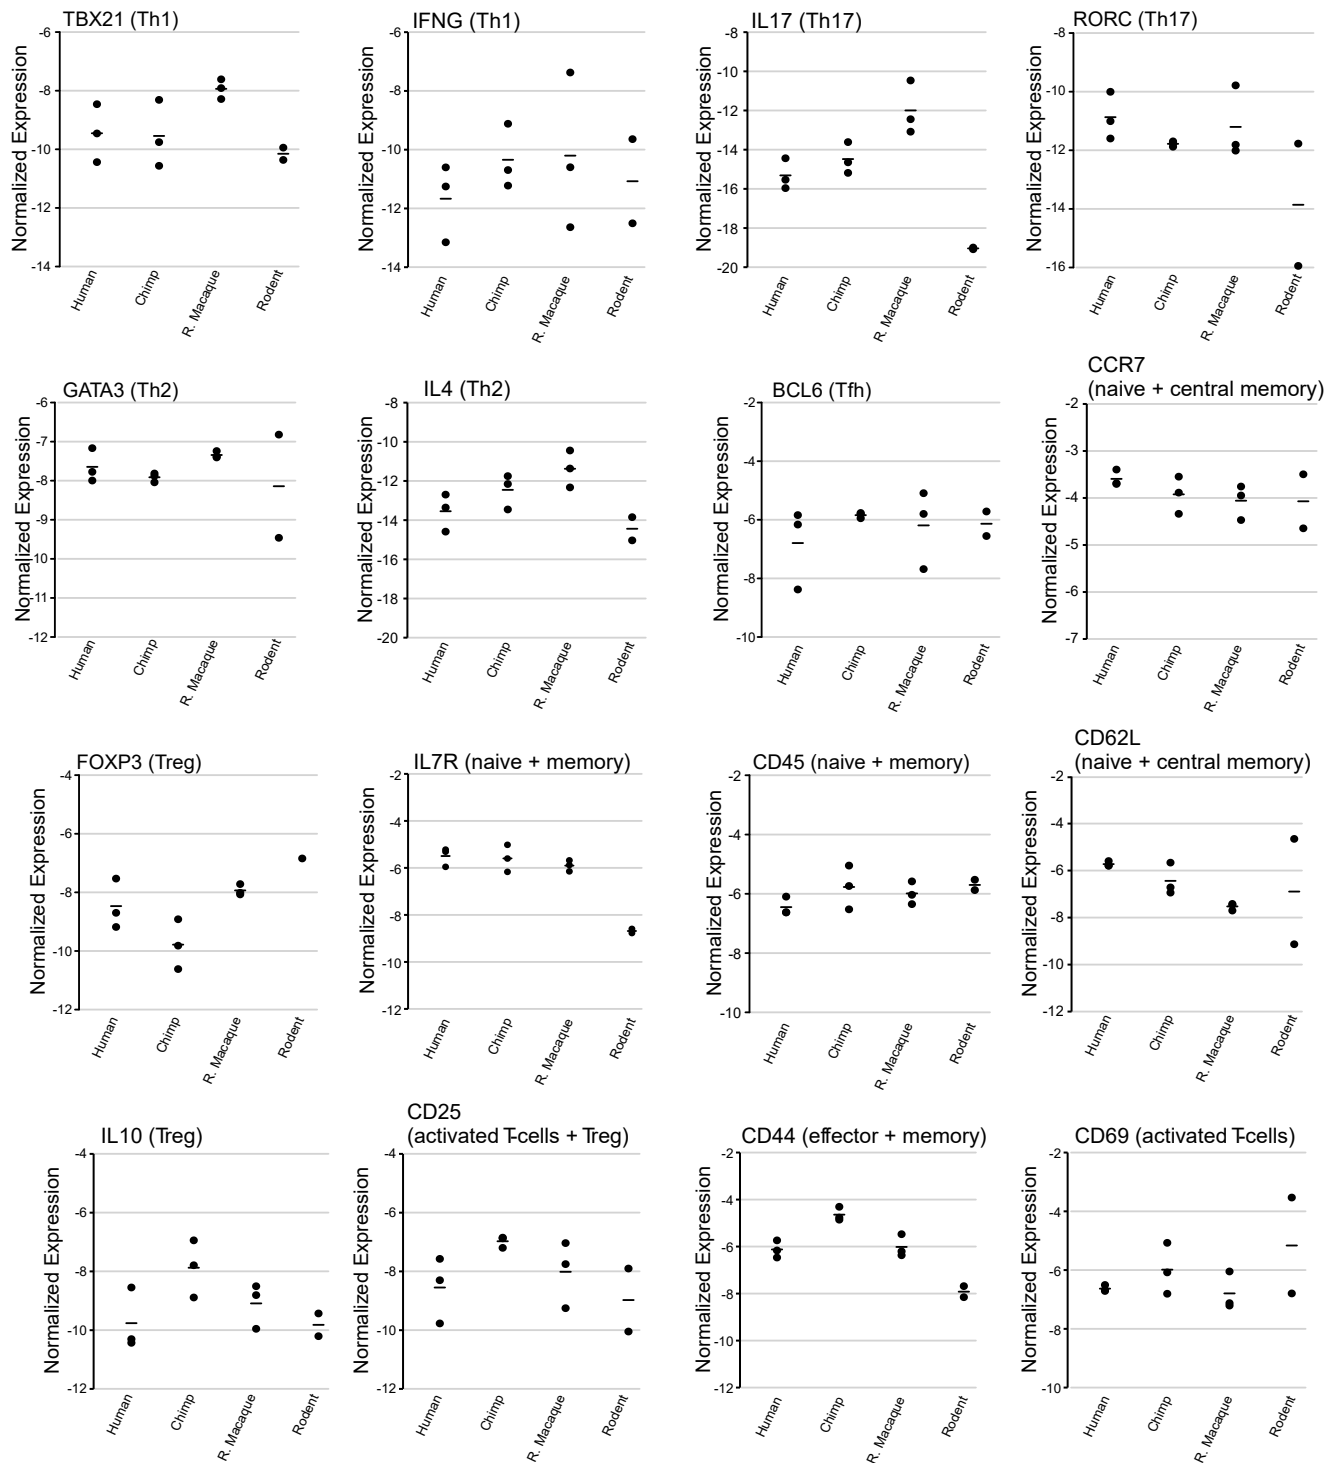 TBX21 (Th1)
Normalized Expression
-6
-8
-10
-12
-14
Human
Chimp
R. Macaque
Rodent
IFNG (Th1)
Normalized Expression
-6
-8
-10
-12
-14
Human
Chimp
R. Macaque
Rodent
IL17 (Th17)
Normalized Expression
-8
-10
-12
-14
-16
-18
-20
Human
Chimp
R. Macaque
Rodent
RORC (Th17)
Normalized Expression
-8
-10
-12
-14
-16
Human
Chimp
R. Macaque
Rodent
GATA3 (Th2)
Normalized Expression
-6
-7
-8
-9
-10
-11
-12
Human
Chimp
R. Macaque
Rodent
IL4 (Th2)
Normalized Expression
-8
-10
-12
-14
-16
-18
-20
Human
Chimp
R. Macaque
Rodent
BCL6 (Tfh)
Normalized Expression
-2
-4
-6
-8
-10
Human
Chimp
R. Macaque
Rodent
CCR7
(naive + central memory)
Normalized Expression
-2
-3
-4
-5
-6
-7
Human
Chimp
R. Macaque
Rodent
FOXP3 (Treg)
Normalized Expression
-4
-6
-8
-10
-12
Human
Chimp
R. Macaque
Rodent
IL7R (naive + memory)
Normalized Expression
-2
-4
-6
-8
-10
-12
Human
Chimp
R. Macaque
Rodent
CD45 (naive + memory)
Normalized Expression
-2
-4
-6
-8
-10
Human
Chimp
R. Macaque
Rodent
CD62L
(naive + central memory)
Normalized Expression
-2
-4
-6
-8
-10
-12
Human
Chimp
R. Macaque
Rodent
IL10 (Treg)
Normalized Expression
-4
-6
-8
-10
-12
Human
Chimp
R. Macaque
Rodent
CD25
(activated T-cells + Treg)
Normalized Expression
-4
-6
-8
-10
-12
Human
Chimp
R. Macaque
Rodent
CD44 (effector + memory)
Normalized Expression
-2
-4
-6
-8
-10
-12
Human
Chimp
R. Macaque
Rodent
CD69 (activated T-cells)
Normalized Expression
-2
-4
-6
-8
-10
Human
Chimp
R. Macaque
Rodent